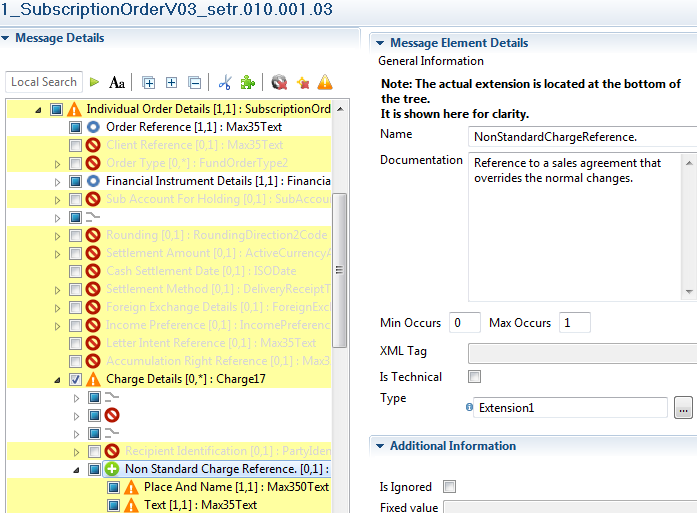 1_SubscriptionOrderV03_setr.010.001.03
Message Details
Local Search
Aa
Individual Order Details [1,1] : SubscriptionOrd
Order Reference [1,1] : Max35Text
Client Reference [0,1] : Max35Text
Order Type [0,*] : FundOrderType2
Financial Instrument Details [1,1] : Financia
Sub Account For Holding [0,1] : SubAccou
Rounding [0,1] : RoundingDirection2Code
Settlement Amount [0,1] : ActiveCurrencyA
Cash Settlement Date [0,1] : ISODate
Settlement Method [0,1] : DeliveryReceiptT
Foreign Exchange Details [0,1] : ForeignExc
Income Preference [0,1] : IncomePreferenc
Letter Intent Reference [0,1] : Max35Text
Accumulation Right Reference [0,1] : Max3
Charge Details [0,*] : Charge17
Recipient Identification [0,1] : PartyIden
Non Standard Charge Reference. [0,1] :
Place And Name [1,1] : Max350Text
Text [1,1] : Max35Text
Message Element Details
General Information
Note: The actual extension is located at the bottom of
the tree.
It is shown here for clarity.
Name
NonStandardChargeReference.
Documentation
Reference to a sales agreement that
overrides the normal changes.
Min Occurs 0 Max Occurs 1
XML Tag
Is Technical
Type
Extension1
...
Additional Information
Is Ignored
Fixed value